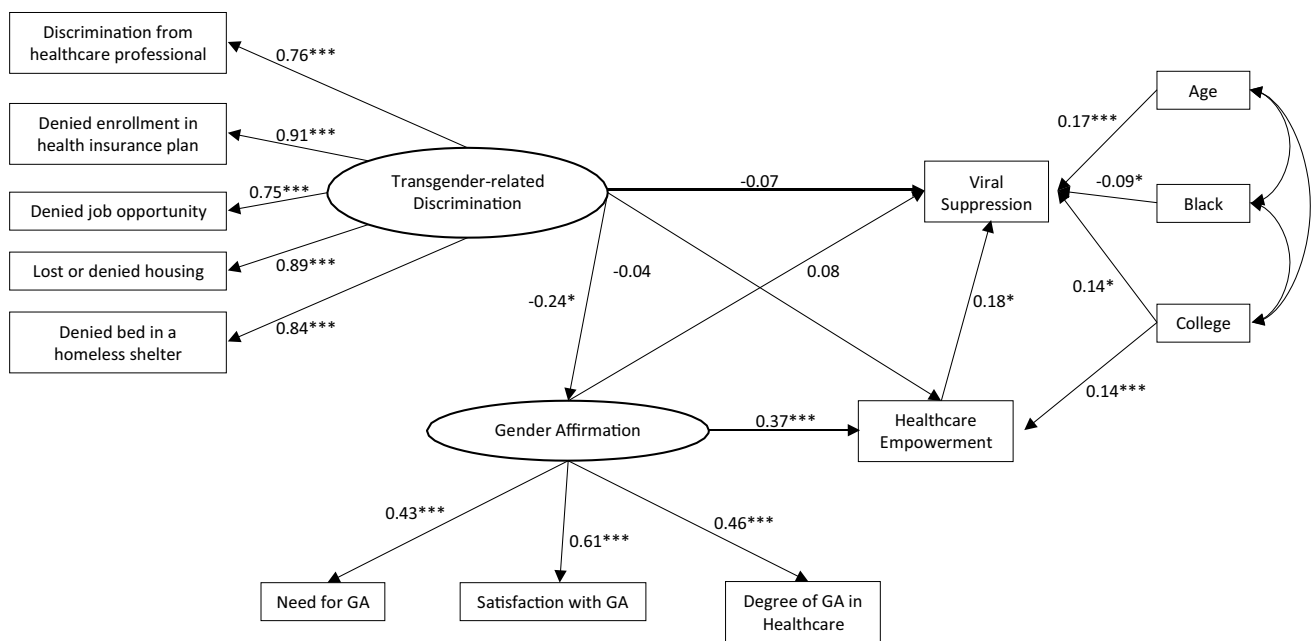 Discrimination from
healthcare professional
0.76***
Denied enrollment in
health insurance plan
0.91***
Denied job opportunity
0.75***
Lost or denied housing
0.89***
Denied bed in a
homeless shelter
0.84***
Transgender-related
Discrimination
-0.07
Viral
Suppression
0.17***
Age
-0.09*
Black
0.14*
College
0.14***
-0.24*
-0.04
0.08
0.18*
Gender Affirmation
0.37***
Healthcare
Empowerment
0.43***
0.61***
0.46***
Need for GA
Satisfaction with GA
Degree of GA in
Healthcare